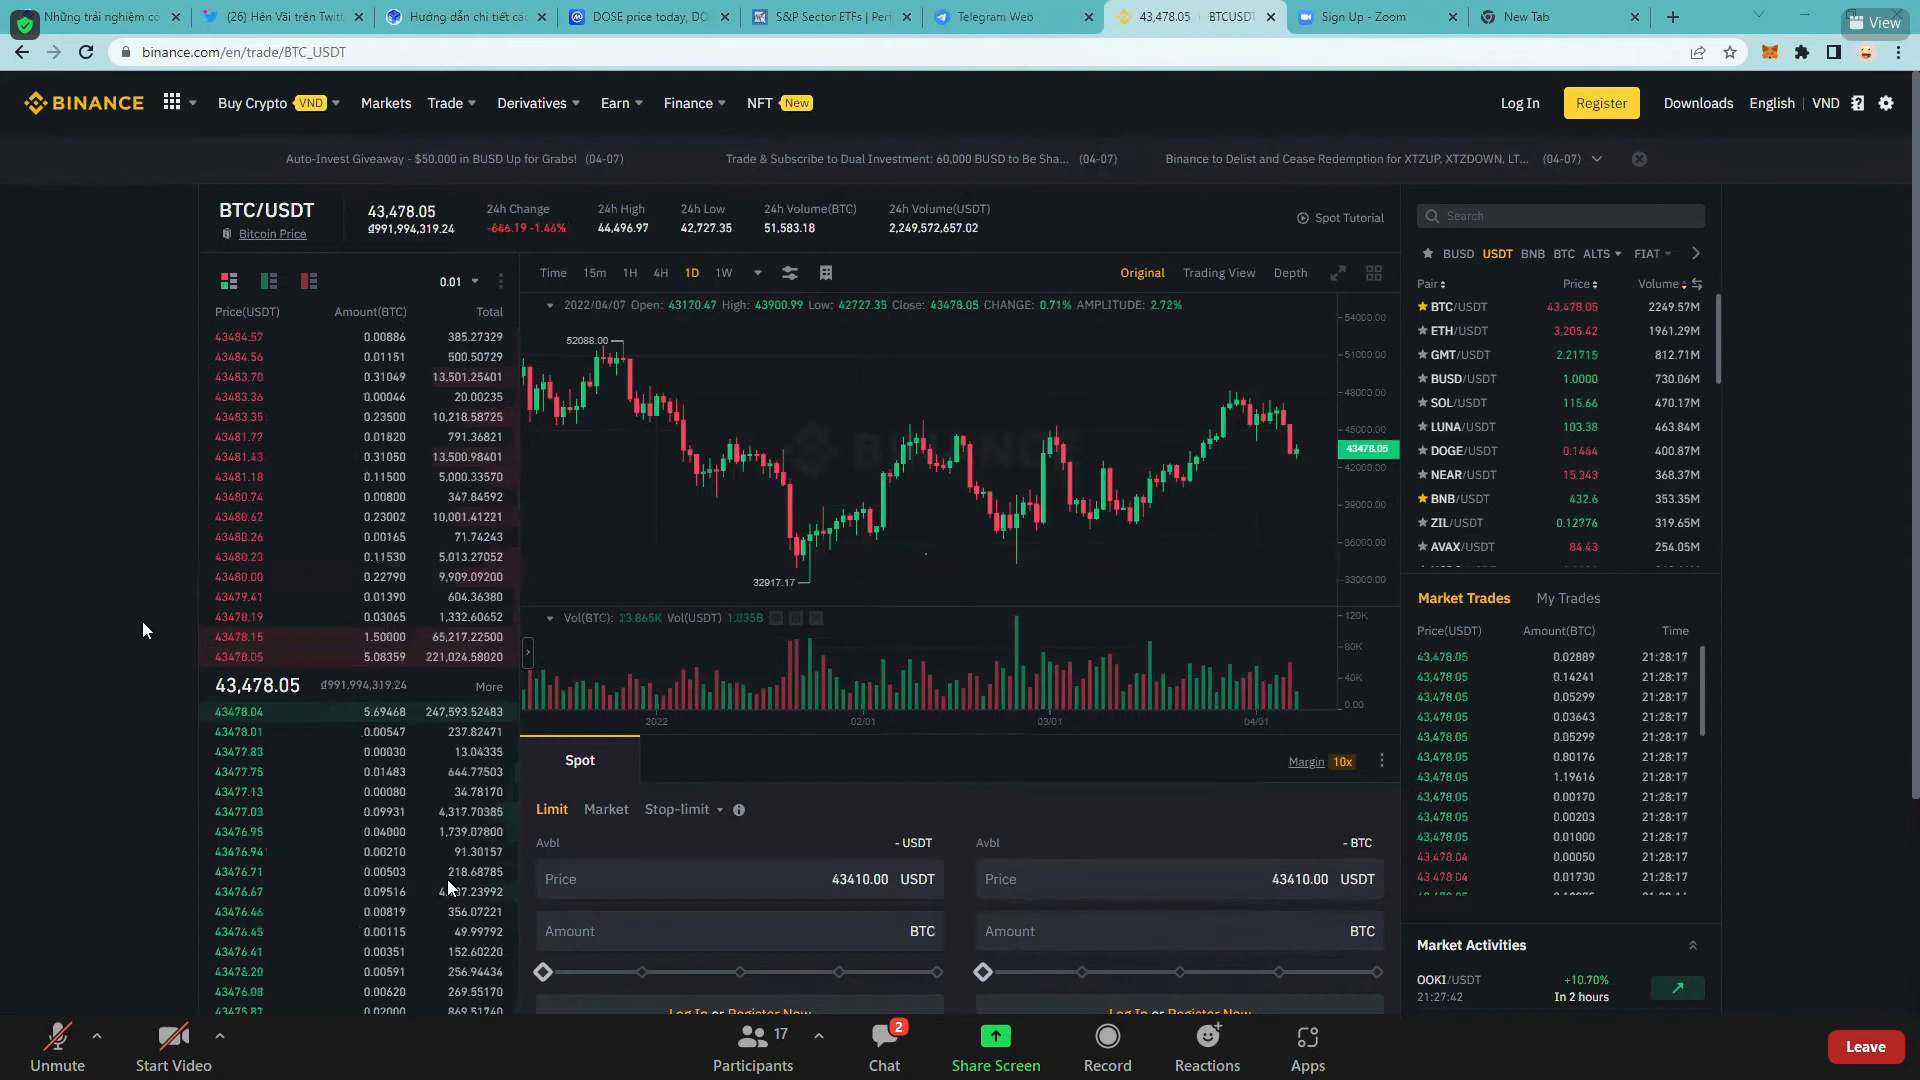 Những trải nghiệm có
(26) Hên Vãi trên Twitt
Hướng dẫn chi tiết các
DOSE price today, DO
S&P Sector ETFs | Perf
Telegram Web
43,478.05 BTCUSDT
Sign Up - Zoom
New Tab
View
binance.com/en/trade/BTC_USDT
BINANCE
Buy Crypto VND
Markets
Trade
Derivatives
Earn
Finance
NFT New
Log In
Register
Downloads
English | VND
Auto-Invest Giveaway - $50,000 in BUSD Up for Grabs! (04-07)
Trade & Subscribe to Dual Investment: 60,000 BUSD to Be Sha... (04-07)
Binance to Delist and Cease Redemption for XTZUP, XTZDOWN, LT... (04-07)
BTC/USDT
Bitcoin Price
43,478.05
₫991,994,319.24
24h Change
-646.19 -1.46%
24h High
44,496.97
24h Low
42,727.35
24h Volume(BTC)
51,583.18
24h Volume(USDT)
2,249,572,657.02
Spot Tutorial
0.01
Price(USDT) Amount(BTC) Total
43484.57 0.00886 385.27329
43484.56 0.01151 500.50729
43483.70 0.31049 13,501.25401
43483.36 0.00046 20.00235
43483.35 0.23500 10,218.58725
43481.77 0.01820 791.36821
43481.43 0.31050 13,500.98401
43481.18 0.11500 5,000.33570
43480.74 0.00800 347.84592
43480.62 0.23002 10,001.41221
43480.26 0.00165 71.74243
43480.23 0.11530 5,013.27052
43480.00 0.22790 9,909.09200
43479.41 0.01390 604.36380
43478.19 0.03065 1,332.60652
43478.15 1.50000 65,217.22500
43478.05 5.08359 221,024.58020
43,478.05 ₫991,994,319.24 More
43478.04 5.69468 247,593.52483
43478.01 0.00547 237.82471
43477.83 0.00030 13.04335
43477.75 0.01483 644.77503
43477.13 0.00080 34.78170
43477.03 0.09931 4,317.70385
43476.95 0.04000 1,739.07800
43476.94 0.00210 91.30157
43476.71 0.00503 218.68785
43476.67 0.09516
43476.46 0.00819 356.07221
43476.45 0.00115 49.99792
43476.41 0.00351 152.60220
43476.20 0.00591 256.94436
43476.08 0.00620 269.55170
43475.87 0.02000 869.51740
Time 15m 1H 4H 1D 1W
Original
Trading View
Depth
2022/04/07 Open: 43170.47 High: 43900.99 Low: 42727.35 Close: 43478.05 CHANGE: 0.71% AMPLITUDE: 2.72%
52088.00
32917.17
BINANCE
54000.00
51000.00
48000.00
45000.00
43478.05
42000.00
39000.00
36000.00
33000.00
Vol(BTC): 23.865K Vol(USDT) 1.035B
120K
80K
40K
0.00
2022 02/01 03/01 04/01
Spot
Margin 10x
Limit Market Stop-limit
Avbl - USDT
Price 43410.00 USDT
Amount BTC
Log In or Register Now
Avbl - BTC
Price 43410.00 USDT
Amount BTC
Log In or Register Now
Search
BUSD USDT BNB BTC ALTS FIAT
Pair Price Volume
BTC/USDT 43,478.05 2249.57M
ETH/USDT 3,205.42 1961.29M
GMT/USDT 2.21715 812.71M
BUSD/USDT 1.0000 730.06M
SOL/USDT 115.66 470.17M
LUNA/USDT 103.38 463.84M
DOGE/USDT 0.1464 400.87M
NEAR/USDT 15.343 368.37M
BNB/USDT 432.6 353.35M
ZIL/USDT 0.12376 319.65M
AVAX/USDT 84.43 254.05M
Market Trades
My Trades
Price(USDT) Amount(BTC) Time
43,478.05 0.02889 21:28:17
43,478.05 0.14241 21:28:17
43,478.05 0.05299 21:28:17
43,478.05 0.03643 21:28:17
43,478.05 0.05299 21:28:17
43,478.05 0.80176 21:28:17
43,478.05 1.19616 21:28:17
43,478.05 0.00170 21:28:17
43,478.05 0.00203 21:28:17
43,478.05 0.01000 21:28:17
43,478.04 0.00050 21:28:17
43,478.04 0.01730 21:28:17
Market Activities
OOKI/USDT +10.70%
21:27:42 In 2 hours
Unmute
Start Video
17
Participants
2
Chat
Share Screen
Record
Reactions
Apps
Leave